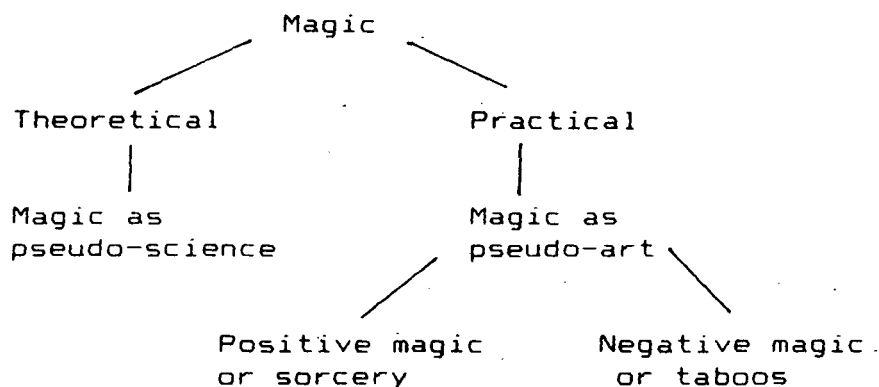 Magic
Theoretical
Practical
Magic as
pseudo-science
Magic as
pseudo-art
Positive magic
or sorcery
Negative magic
or taboos